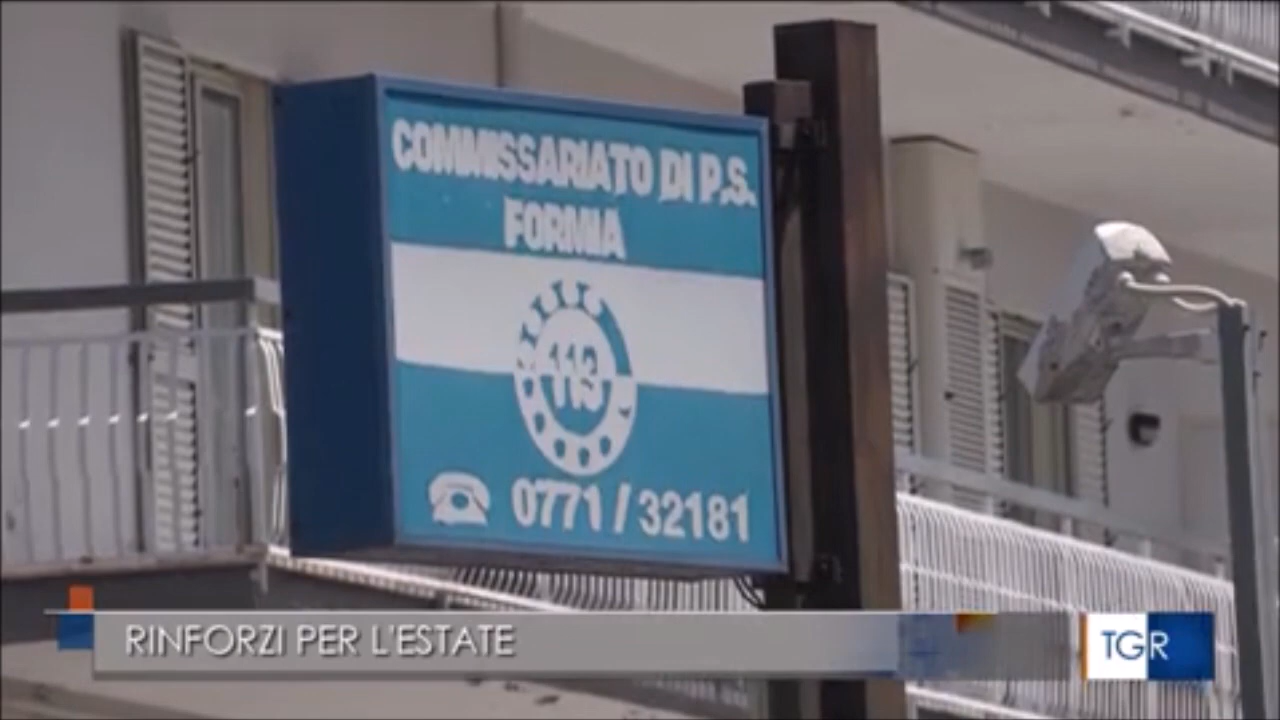 COMMISSARIATO DI P.S.
FORMIA
113
0771 / 32181
RINFORZI PER L'ESTATE
TGR